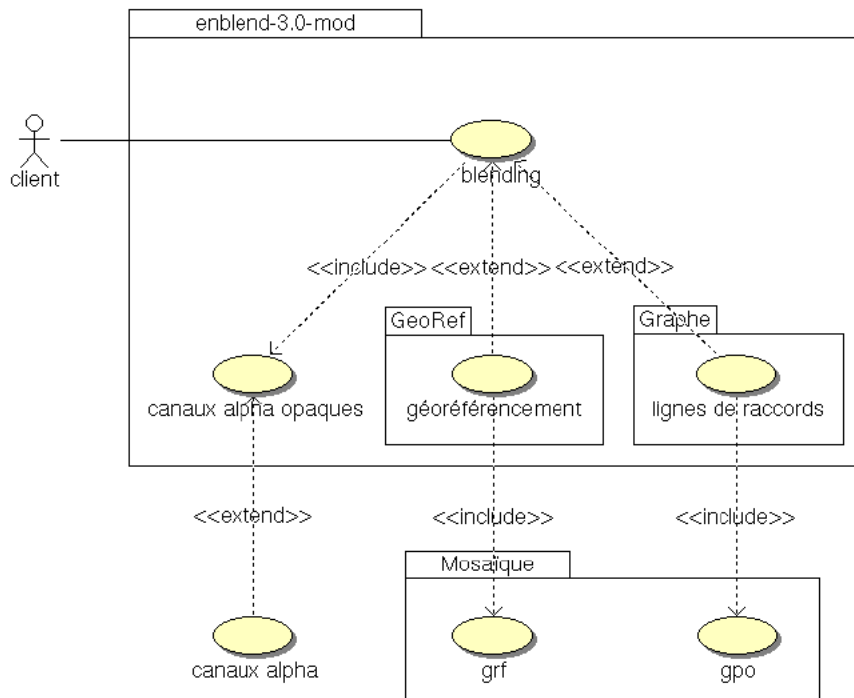 enblend-3.0-mod
client
blending
<<include>>
<<extend>>
<<extend>>
GeoRef
Graphe
canaux alpha opaques
géoréférencement
lignes de raccords
<<extend>>
<<include>>
<<include>>
Mosaïque
canaux alpha
grf
gpo